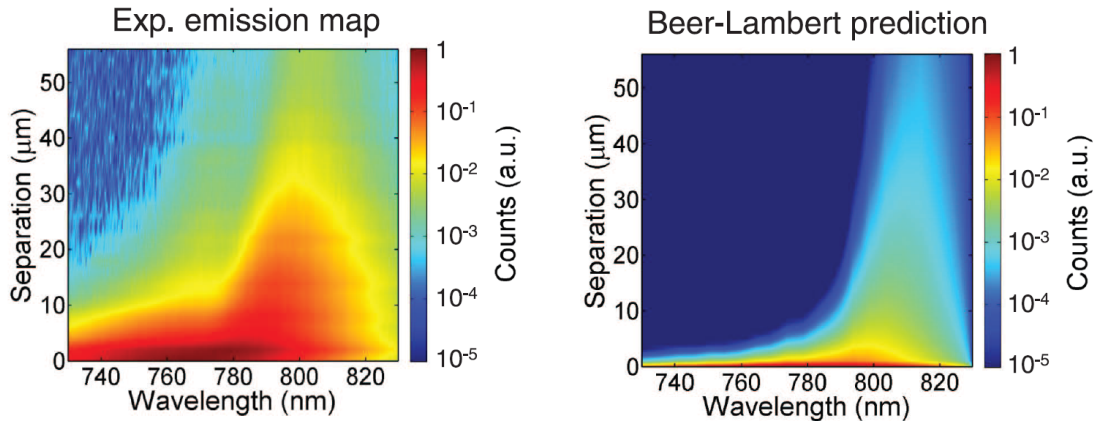 Exp. emission map
Separation (μm)
50
40
30
20
10
0
740 760 780 800 820
Wavelength (nm)
1
10-1
10-2
10-3
10-4
10-5
Counts (a.u.)
Beer-Lambert prediction
Separation (μm)
50
40
30
20
10
0
740 760 780 800 820
Wavelength (nm)
1
10-1
10-2
10-3
10-4
10-5
Counts (a.u.)